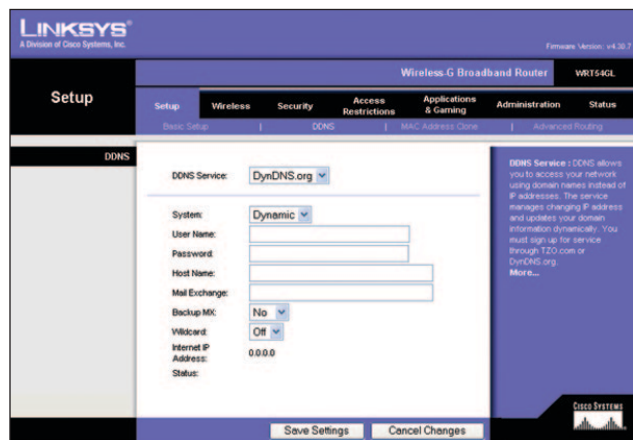 LINKSYS®
A Division of Cisco Systems, Inc.
Firmware Version: v4.30.7
Wireless-G Broadband Router WRT54GL
Setup
Setup Wireless Security Access Restrictions Applications & Gaming Administration Status
Basic Setup | DDNS | MAC Address Clone | Advanced Routing
DDNS
DDNS Service: DynDNS.org
System: Dynamic
User Name:
Password:
Host Name:
Mail Exchange:
Backup MX: No
Wildcard: Off
Internet IP Address: 0.0.0.0
Status:
DDNS Service : DDNS allows
you to access your network
using domain names instead of
IP addresses. The service
manages changing IP address
and updates your domain
information dynamically. You
must sign up for service
through TZO.com or
DynDNS.org.
More...
Save Settings Cancel Changes
CISCO SYSTEMS